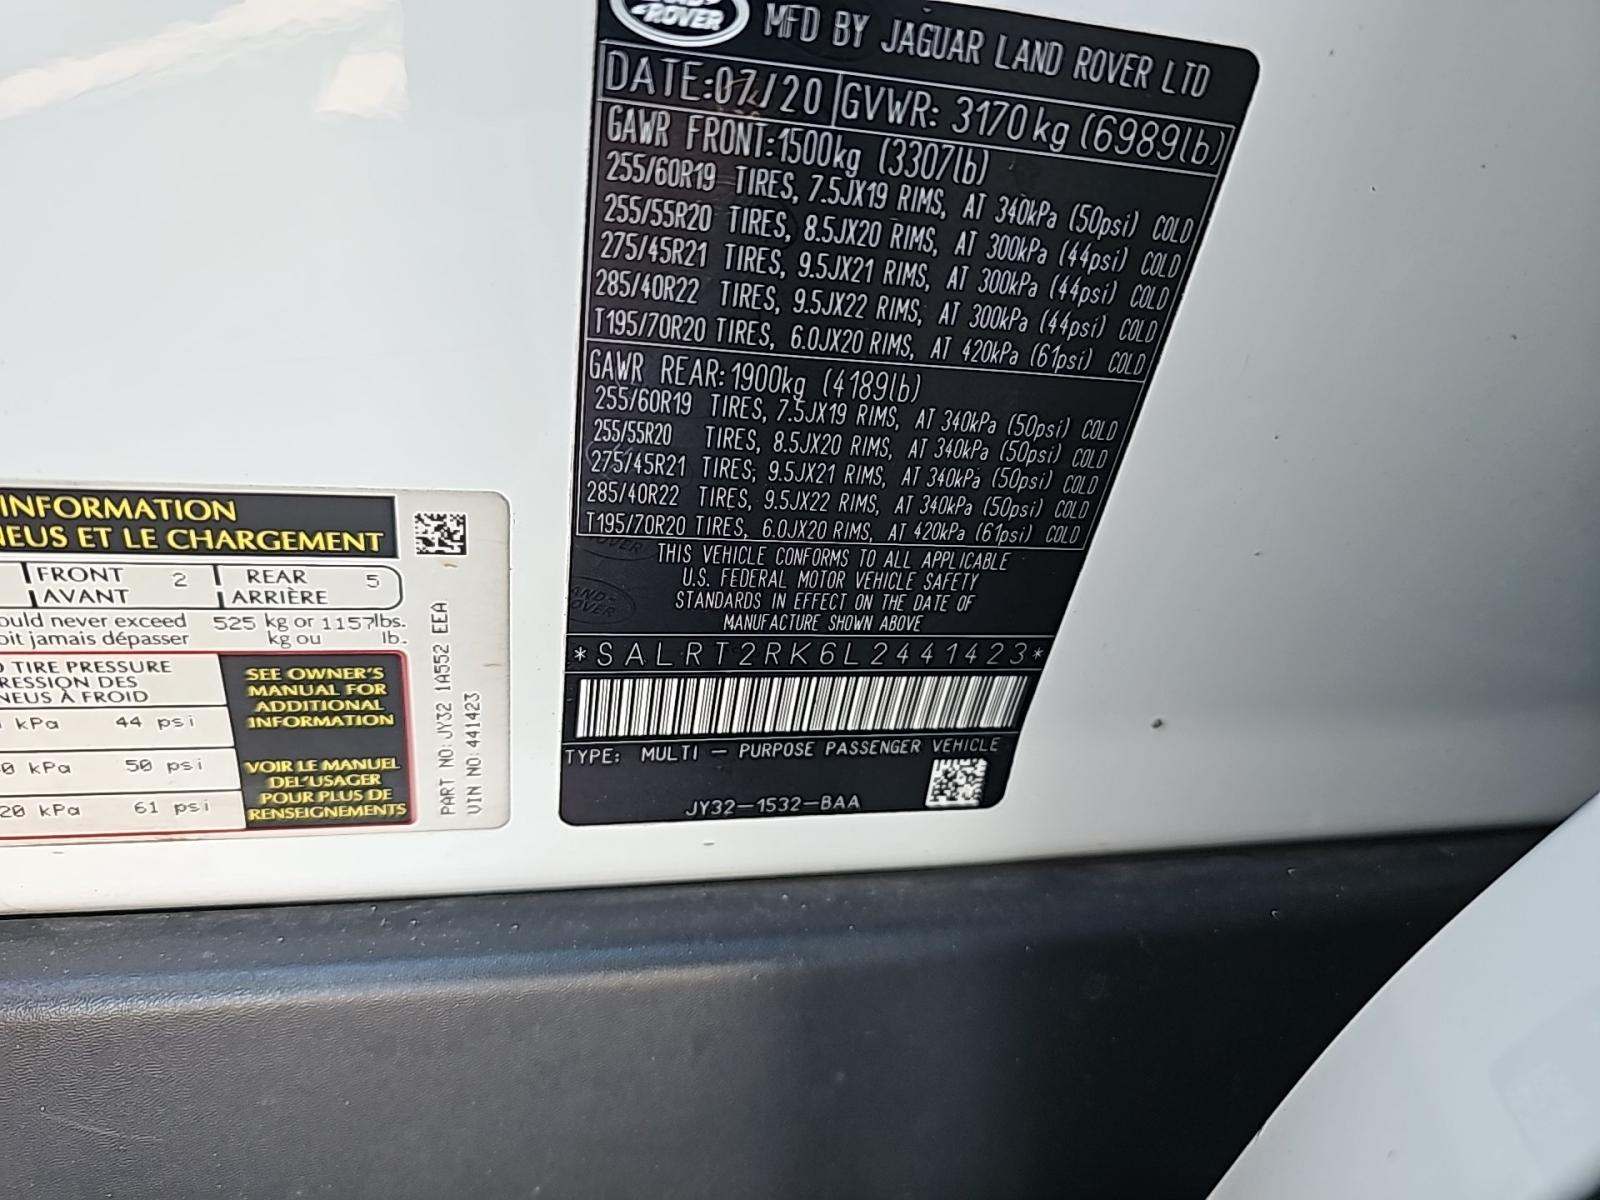 ROVER
MFD BY JAGUAR LAND ROVER LTD
DATE:07/20 GVWR: 3170kg (6989lb)
GAWR FRONT:1500kg (3307lb)
255/60R19 TIRES, 7.5JX19 RIMS, AT 340kPa (50psi) COLD
255/55R20 TIRES, 8.5JX20 RIMS, AT 300kPa (44psi) COLD
275/45R21 TIRES, 9.5JX21 RIMS, AT 300kPa (44psi) COLD
285/40R22 TIRES, 9.5JX22 RIMS, AT 300kPa (44psi) COLD
T195/70R20 TIRES, 6.0JX20 RIMS, AT 420kPa (61psi) COLD
GAWR REAR:1900kg (4189lb)
255/60R19 TIRES, 7.5JX19 RIMS, AT 340kPa (50psi) COLD
255/55R20 TIRES, 8.5JX20 RIMS, AT 340kPa (50psi) COLD
275/45R21 TIRES; 9.5JX21 RIMS, AT 340kPa (50psi) COLD
285/40R22 TIRES, 9.5JX22 RIMS, AT 340kPa (50psi) COLD
T195/70R20 TIRES, 6.0JX20 RIMS, AT 420kPa (61psi) COLD
THIS VEHICLE CONFORMS TO ALL APPLICABLE
U.S. FEDERAL MOTOR VEHICLE SAFETY
STANDARDS IN EFFECT ON THE DATE OF
MANUFACTURE SHOWN ABOVE
*SALRT2RK6L2441423*
TYPE: MULTI - PURPOSE PASSENGER VEHICLE
JY32-1532-BAA
INFORMATION
NEUS ET LE CHARGEMENT
FRONT 2 REAR 5
AVANT ARRIÈRE
ould never exceed 525 kg or 1157lbs.
oit jamais dépasser kg ou lb.
TIRE PRESSURE
RESSION DES
NEUS À FROID
kPa 44 psi
0 kPa 50 psi
20 kPa 61 psi
SEE OWNER'S
MANUAL FOR
ADDITIONAL
INFORMATION
VOIR LE MANUEL
DEL'USAGER
POUR PLUS DE
RENSEIGNEMENTS
PART NO: JY32 1A552 EEA
VIN NO: 441423